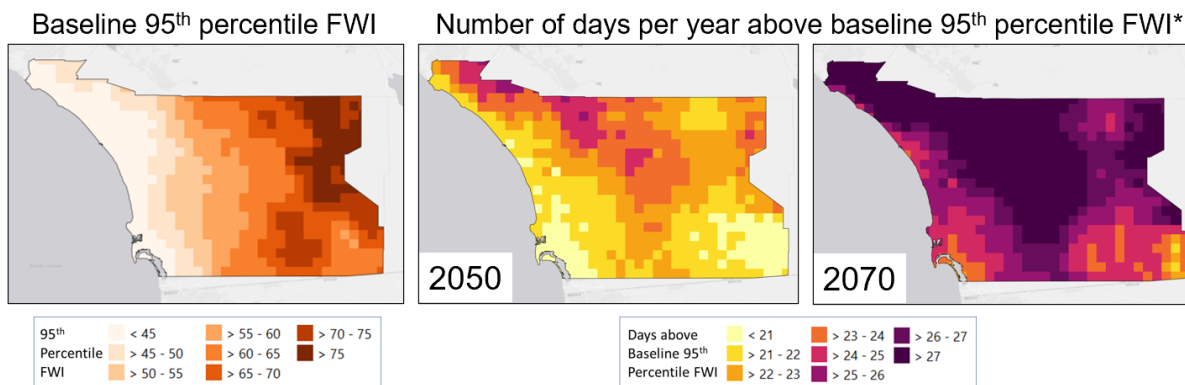 Baseline 95th percentile FWI
Number of days per year above baseline 95th percentile FWI*
2050
2070
95th
Percentile
FWI
< 45
> 45 - 50
> 50 - 55
> 55 - 60
> 60 - 65
> 65 - 70
> 70 - 75
> 75
Days above
Baseline 95th
Percentile FWI
< 21
> 21 - 22
> 22 - 23
> 23 - 24
> 24 - 25
> 25 - 26
> 26 - 27
> 27